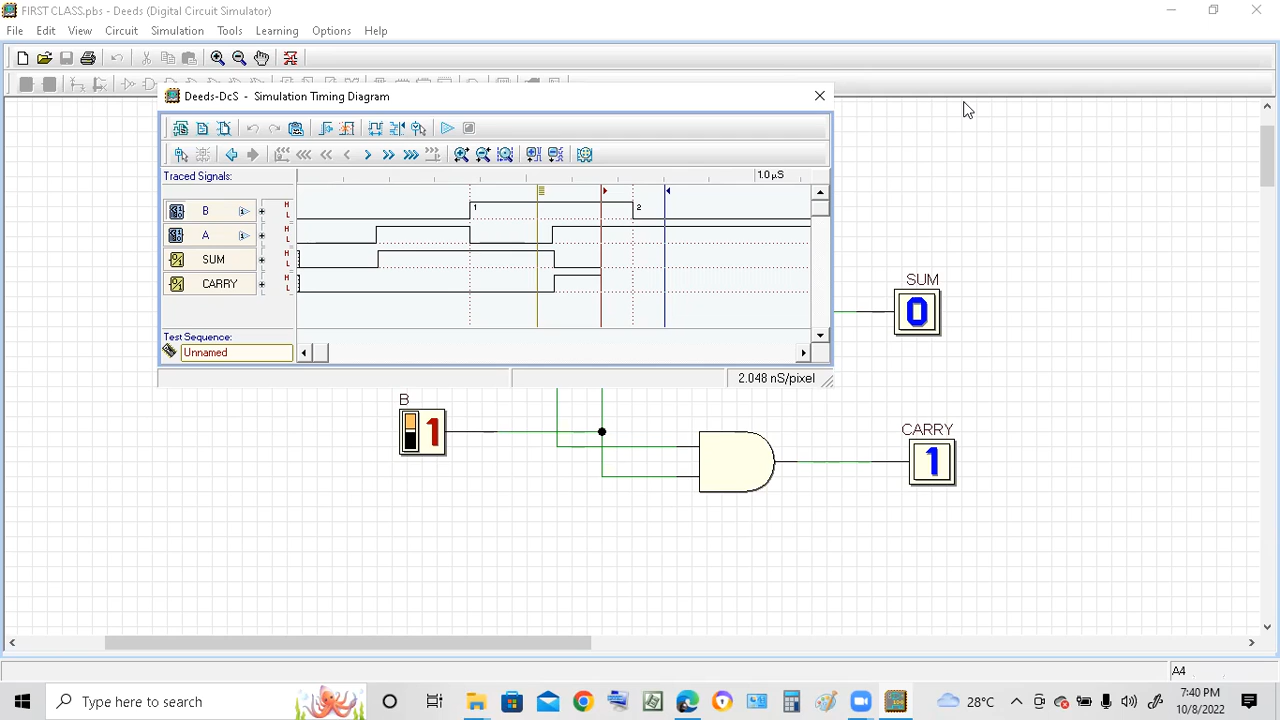 FIRST CLASS.pbs - Deeds (Digital Circuit Simulator)
File Edit View Circuit Simulation Tools Learning Options Help
Deeds-DcS - Simulation Timing Diagram
Traced Signals:
1.0 µS
B H L 1 2
A H L
SUM H L
CARRY H L
Test Sequence:
Unnamed
2.048 nS/pixel
SUM
0
B
1
CARRY
1
A4
Type here to search
28°C
7:40 PM
10/8/2022